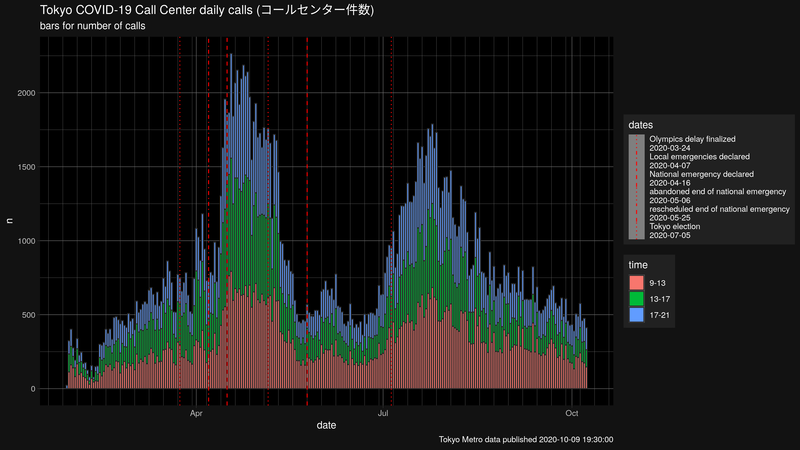 Tokyo COVID-19 Call Center daily calls (コールセンター件数)
bars for number of calls
2000
1500
1000
500
0
n
Apr
Jul
Oct
date
dates
Olympics delay finalized
2020-03-24
Local emergencies declared
2020-04-07
National emergency declared
2020-04-16
abandoned end of national emergency
2020-05-06
rescheduled end of national emergency
2020-05-25
Tokyo election
2020-07-05
time
9-13
13-17
17-21
Tokyo Metro data published 2020-10-09 19:30:00